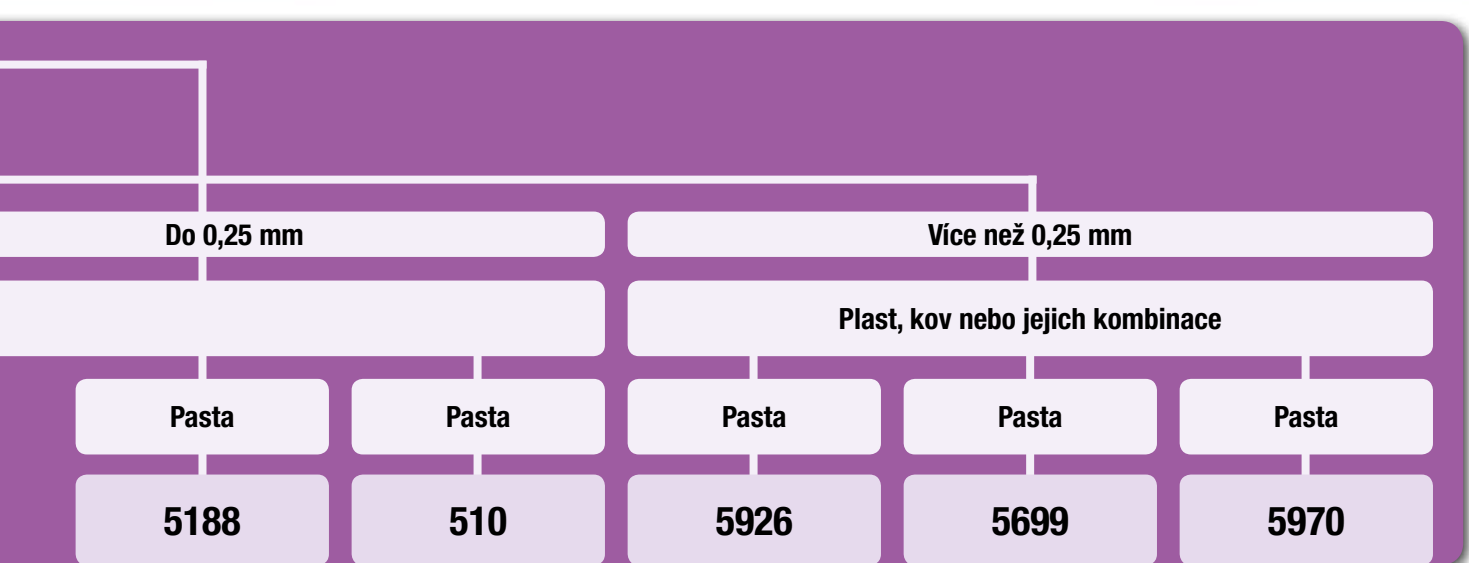 Do 0,25 mm
Více než 0,25 mm
Plast, kov nebo jejich kombinace
Pasta
Pasta
Pasta
Pasta
Pasta
5188
510
5926
5699
5970